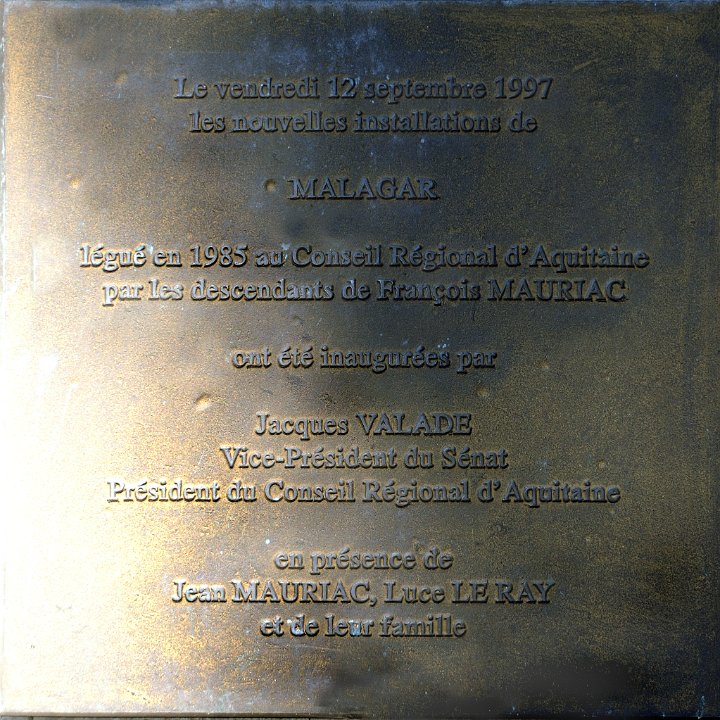 Le vendredi 12 septembre 1997
les nouvelles installations de
MALAGAR
légué en 1985 au Conseil Régional d'Aquitaine
par les descendants de François MAURIAC
ont été inaugurées par
Jacques VALADE
Vice-Président du Sénat
Président du Conseil Régional d'Aquitaine
en présence de
Jean MAURIAC, Luce LE RAY
et de leur famille